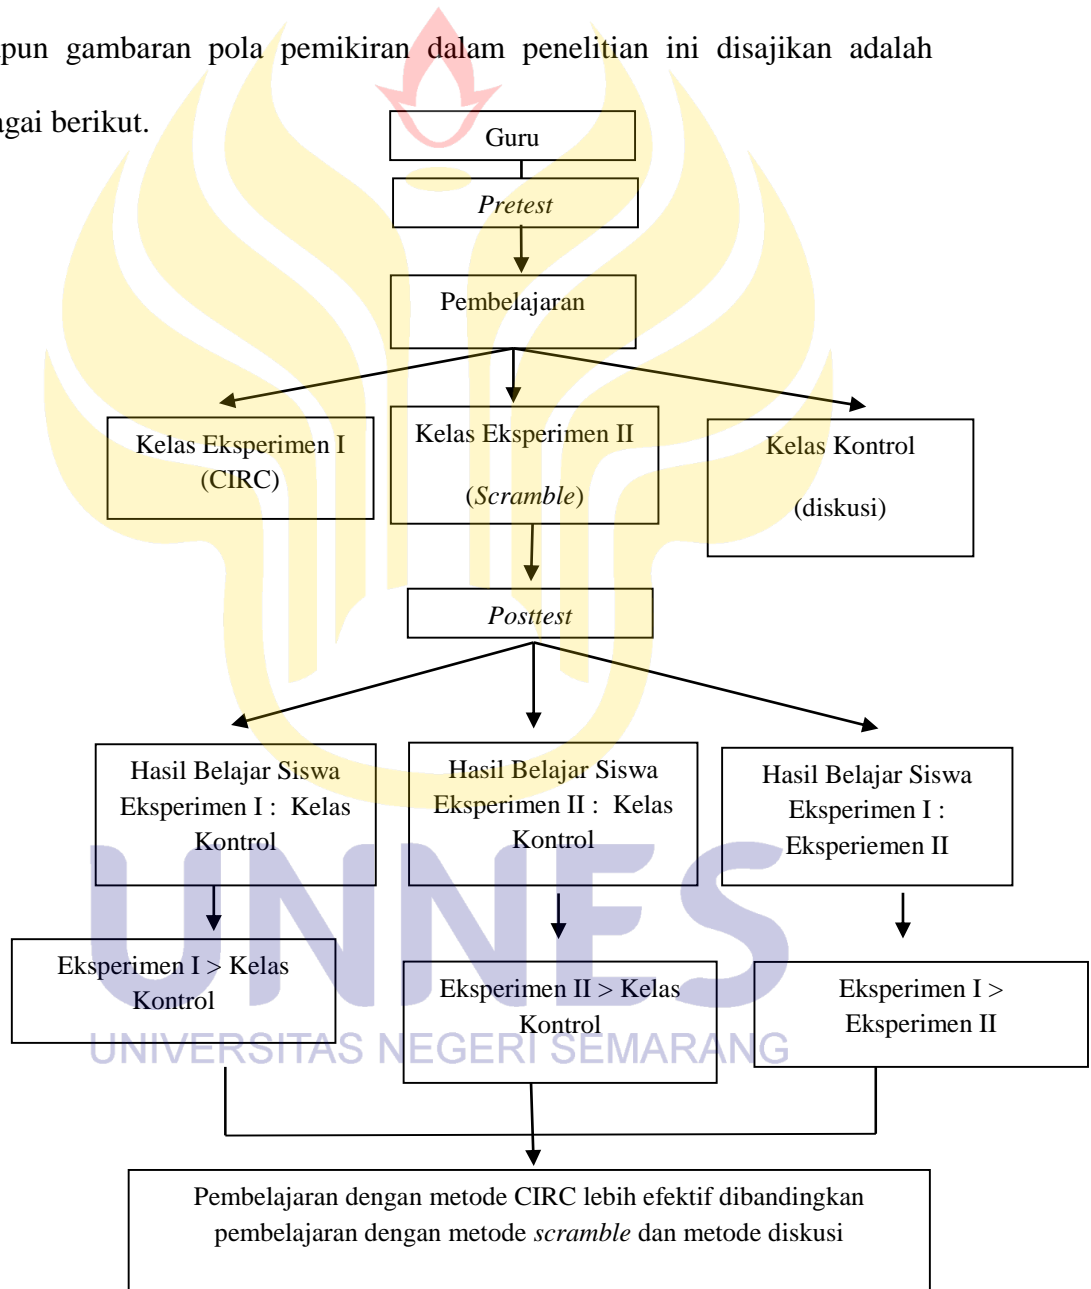 pun gambaran pola pemikiran dalam penelitian ini disajikan adalah
agai berikut.
Guru
Pretest
Pembelajaran
Kelas Eksperimen I
(CIRC)
Kelas Eksperimen II
(Scramble)
Kelas Kontrol
(diskusi)
Posttest
Hasil Belajar Siswa
Eksperimen I : Kelas
Kontrol
Hasil Belajar Siswa
Eksperimen II : Kelas
Kontrol
Hasil Belajar Siswa
Eksperimen I :
Eksperiemen II
Eksperimen I > Kelas
Kontrol
Eksperimen II > Kelas
Kontrol
Eksperimen I >
Eksperimen II
UNNES
UNIVERSITAS NEGERI SEMARANG
Pembelajaran dengan metode CIRC lebih efektif dibandingkan
pembelajaran dengan metode scramble dan metode diskusi